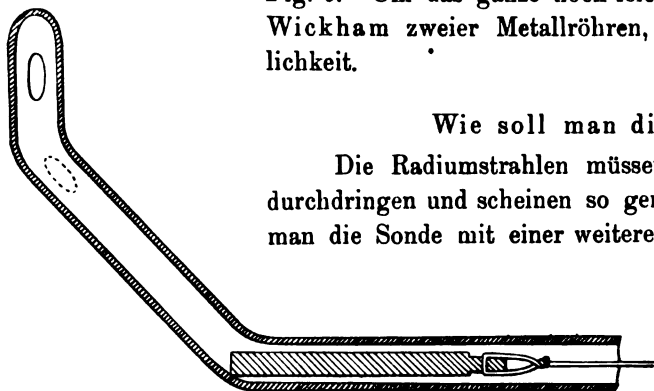 Wickham zweier Metallröhren,
lichkeit.
Wie soll man di
Die Radiumstrahlen müsse
durchdringen und scheinen so ge
man die Sonde mit einer weitere